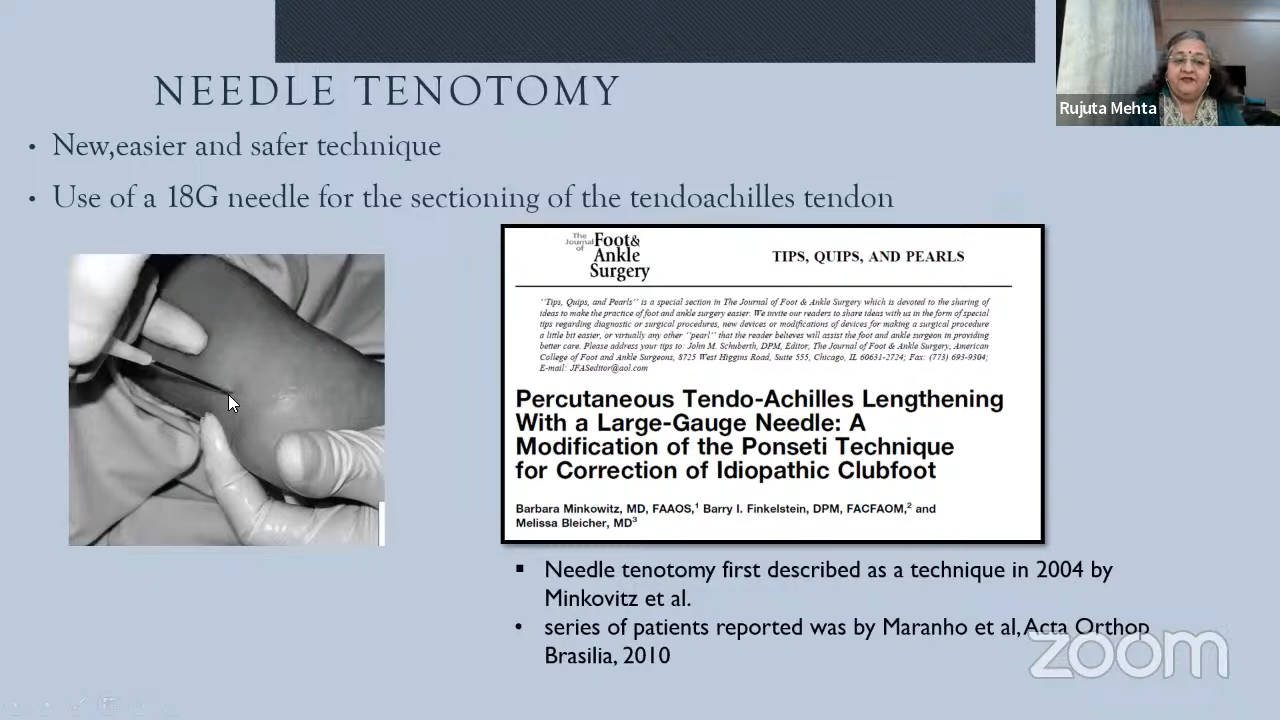 NEEDLE TENOTOMY
Rujuta Mehta
• New,easier and safer technique
• Use of a 18G needle for the sectioning of the tendoachilles tendon
The Journal of Foot& Ankle Surgery
TIPS, QUIPS, AND PEARLS
"Tips, Quips, and Pearls" is a special section in The Journal of Foot & Ankle Surgery which is devoted to the sharing of
ideas to make the practice of foot and ankle surgery easier. We invite our readers to share ideas with us in the form of special
tips regarding diagnostic or surgical procedures, new devices or modifications of devices for making a surgical procedure
a little bit easier, or virtually any other "pearl" that the reader believes will assist the foot and ankle surgeon in providing
better care. Please address your tips to: John M. Schuberth, DPM, Editor, The Journal of Foot & Ankle Surgery, American
College of Foot and Ankle Surgeons, 8725 West Higgins Road, Suite 555, Chicago, IL 60631-2724; Fax: (773) 693-9304;
E-mail: JFASeditor@aol.com
Percutaneous Tendo-Achilles Lengthening
With a Large-Gauge Needle: A
Modification of the Ponseti Technique
for Correction of Idiopathic Clubfoot
Barbara Minkowitz, MD, FAAOS,1 Barry I. Finkelstein, DPM, FACFAOM,2 and
Melissa Bleicher, MD3
▪ Needle tenotomy first described as a technique in 2004 by
Minkovitz et al.
• series of patients reported was by Maranho et al,Acta Orthop
Brasilia, 2010
zoom